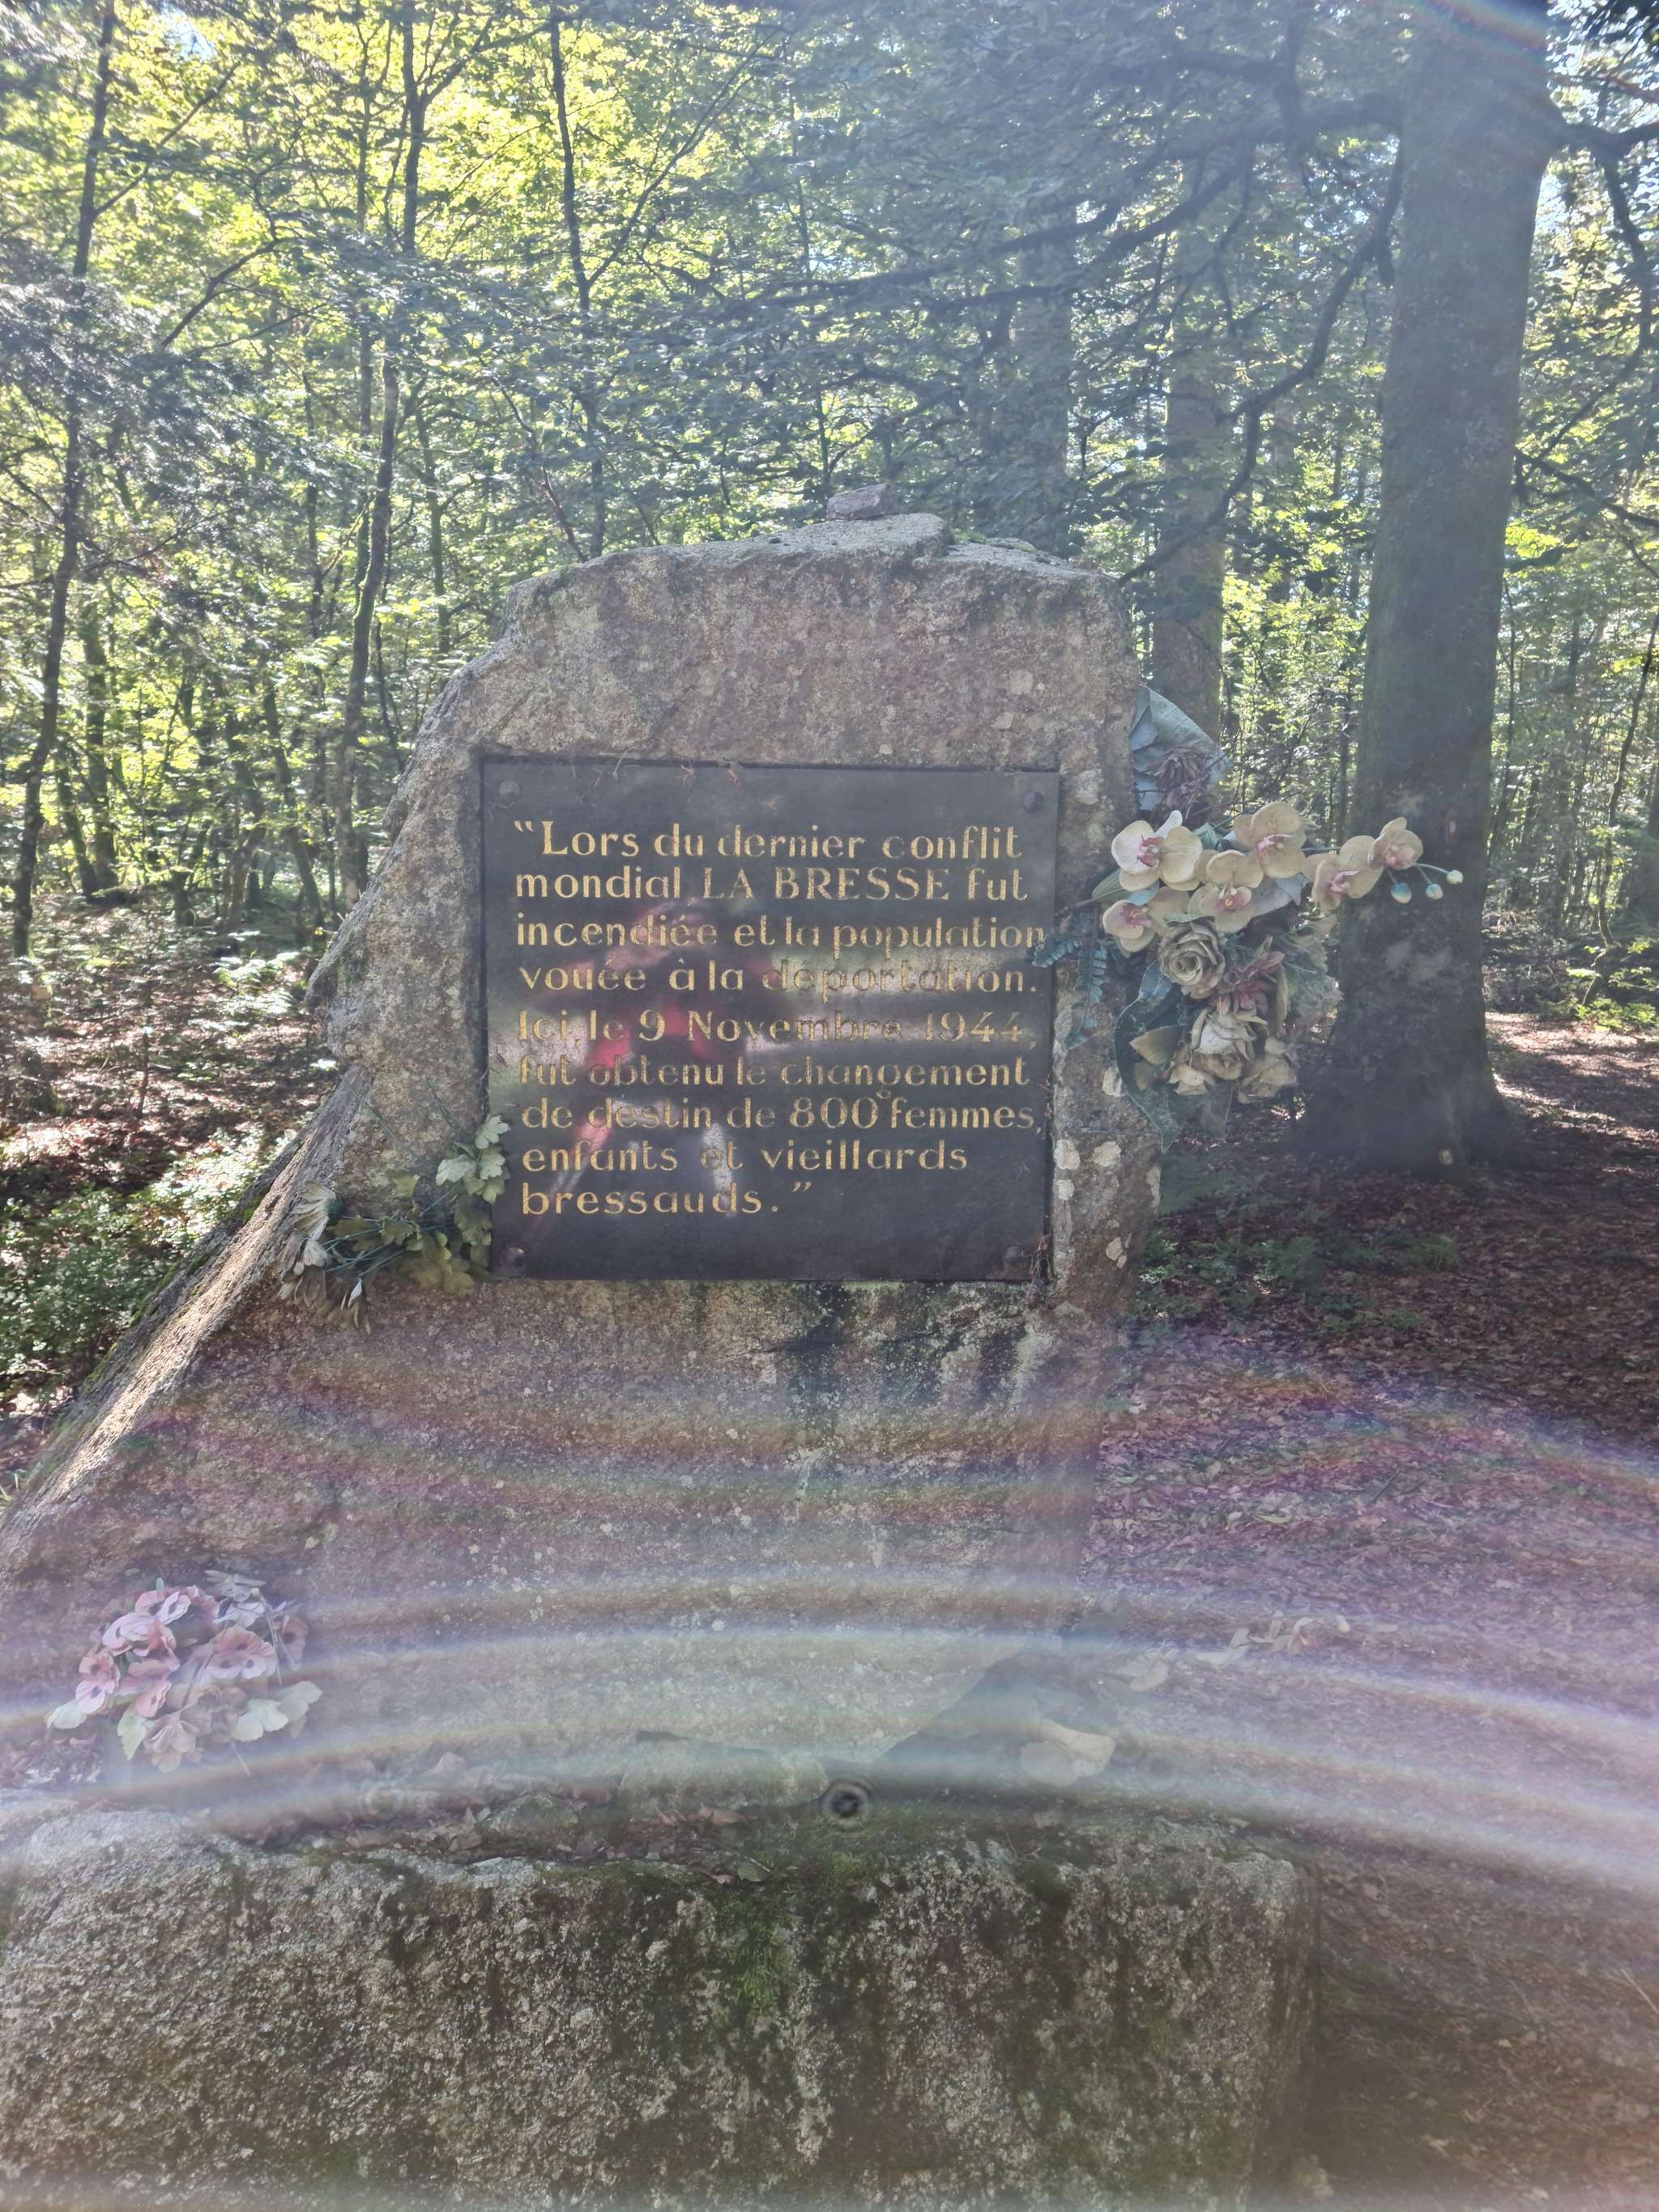 “Lors du dernier conflit
mondial LA BRESSE fut
incendiée et la population
vouée à la déportation.
Ici, le 9 Novembre 1944,
fut obtenu le changement
de destin de 800 femmes,
enfants et vieillards
bressauds.”